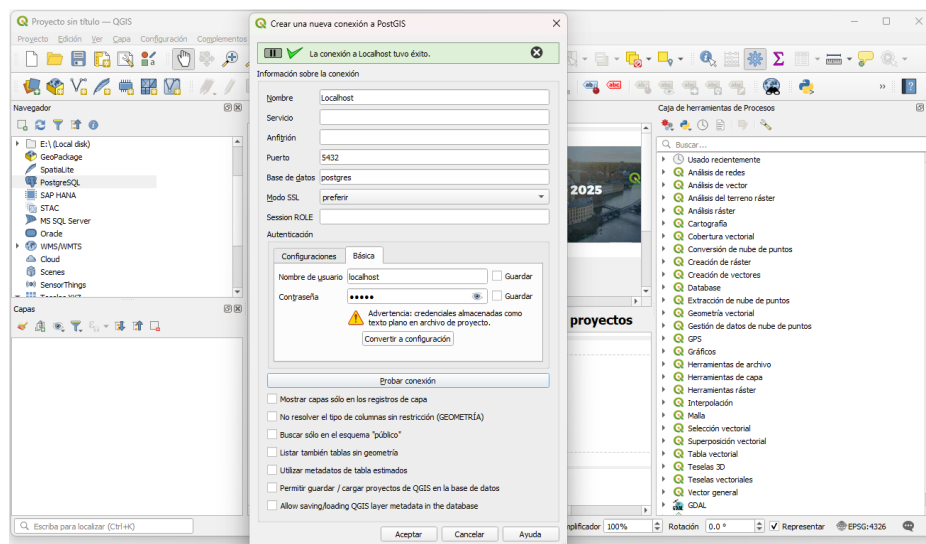 Proyecto sin título — QGIS
Proyecto Edición Ver Capa Configuración Complementos
Navegador
E:\ (Local disk)
GeoPackage
SpatiaLite
PostgreSQL
SAP HANA
STAC
MS SQL Server
Oracle
WMS/WMTS
Cloud
Scenes
SensorThings
Capas
Escriba para localizar (Ctrl+K)
Crear una nueva conexión a PostGIS
La conexión a Localhost tuvo éxito.
Información sobre la conexión
Nombre Localhost
Servicio
Anfitrión
Puerto 5432
Base de datos postgres
Modo SSL preferir
Session ROLE
Autenticación
Configuraciones Básica
Nombre de usuario localhost Guardar
Contraseña ●●●●● Guardar
Advertencia: credenciales almacenadas como
texto plano en archivo de proyecto.
Convertir a configuración
Probar conexión
Mostrar capas sólo en los registros de capa
No resolver el tipo de columnas sin restricción (GEOMETRÍA)
Buscar sólo en el esquema "público"
Listar también tablas sin geometría
Utilizar metadatos de tabla estimados
Permitir guardar / cargar proyectos de QGIS en la base de datos
Allow saving/loading QGIS layer metadata in the database
Aceptar Cancelar Ayuda
abc abc
2025
proyectos
Caja de herramientas de Procesos
Buscar...
Usado recientemente
Análisis de redes
Análisis de vector
Análisis del terreno ráster
Análisis ráster
Cartografía
Cobertura vectorial
Conversión de nube de puntos
Creación de ráster
Creación de vectores
Database
Extracción de nube de puntos
Geometría vectorial
Gestión de datos de nube de puntos
GPS
Gráficos
Herramientas de archivo
Herramientas de capa
Herramientas ráster
Interpolación
Malla
Selección vectorial
Superposición vectorial
Tabla vectorial
Teselas 3D
Teselas vectoriales
Vector general
GDAL
mplificador 100% Rotación 0.0 ° Representar EPSG:4326